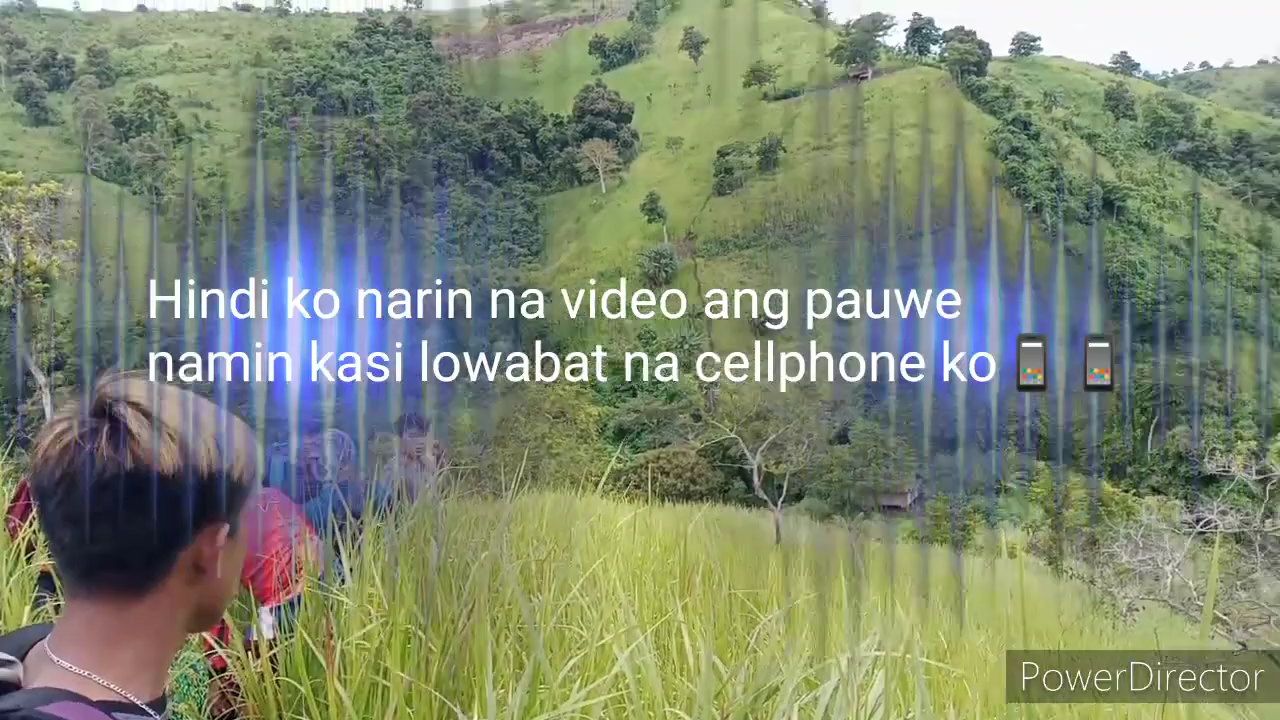 Hindi ko narin na video ang pauwe
namin kasi lowabat na cellphone ko 📱 📱
PowerDirector